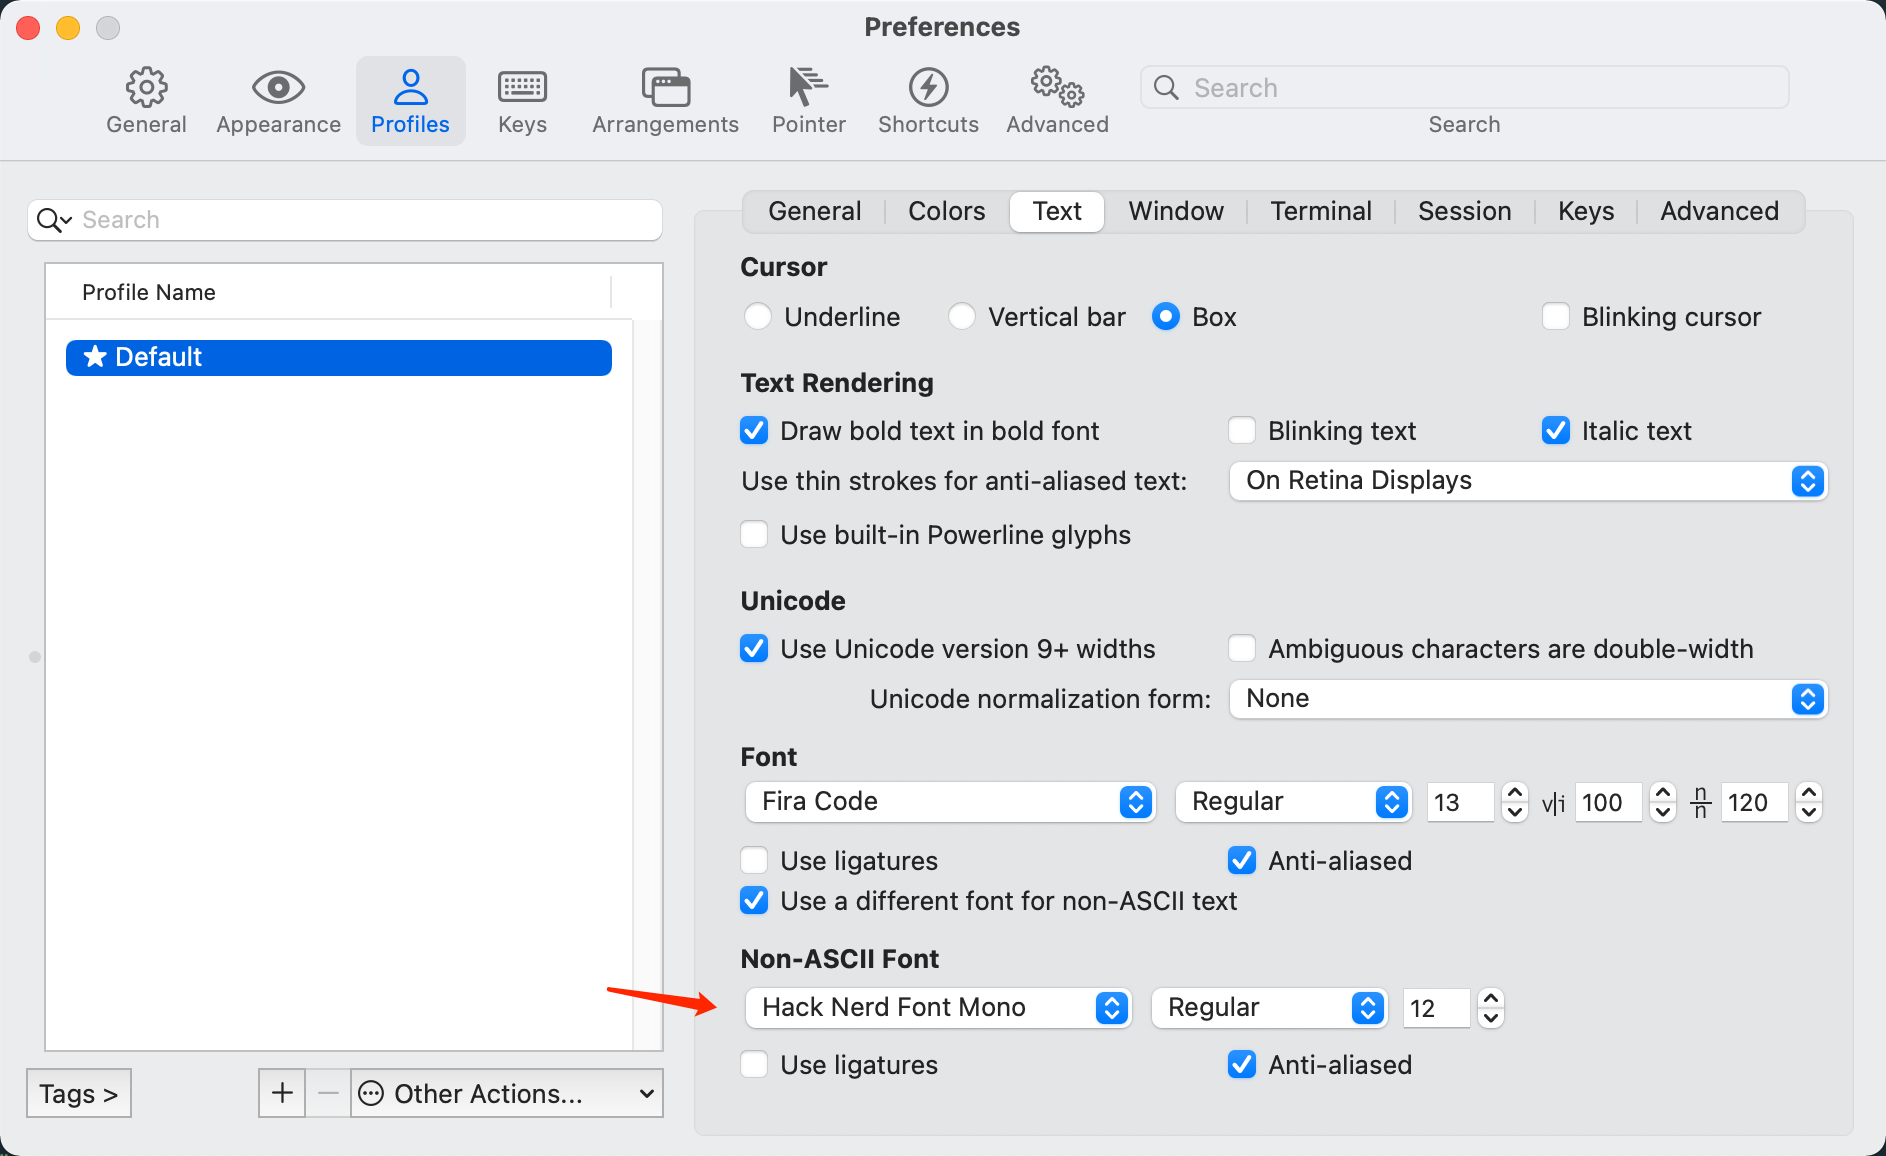 Preferences
General Appearance Profiles Keys Arrangements Pointer Shortcuts Advanced Search
Search
Search
General Colors Text Window Terminal Session Keys Advanced
Profile Name
Default
Tags >
+ − Other Actions...
Cursor
Underline Vertical bar Box Blinking cursor
Text Rendering
Draw bold text in bold font Blinking text Italic text
Use thin strokes for anti-aliased text: On Retina Displays
Use built-in Powerline glyphs
Unicode
Use Unicode version 9+ widths Ambiguous characters are double-width
Unicode normalization form: None
Font
Fira Code Regular 13 v|i 100 n/n 120
Use ligatures Anti-aliased
Use a different font for non-ASCII text
Non-ASCII Font
Hack Nerd Font Mono Regular 12
Use ligatures Anti-aliased